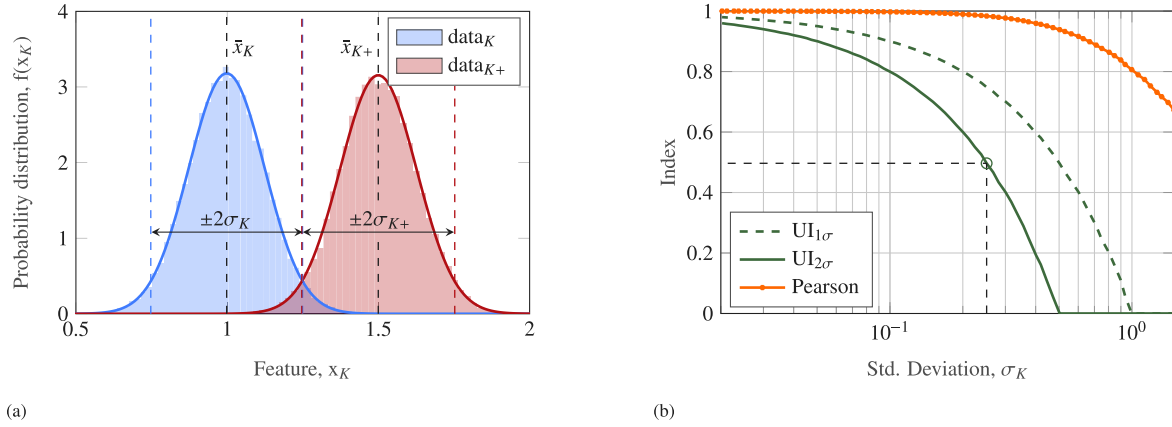 Probability distribution, f(x_K)
4
3
2
1
0
0.5
1
1.5
2
x̄_K
x̄_{K+}
data_K
data_{K+}
±2σ_K
±2σ_{K+}
Feature, x_K
(a)
Index
1
0.8
0.6
0.4
0.2
0
UI_{1σ}
UI_{2σ}
Pearson
10^{-1}
10^0
Std. Deviation, σ_K
(b)